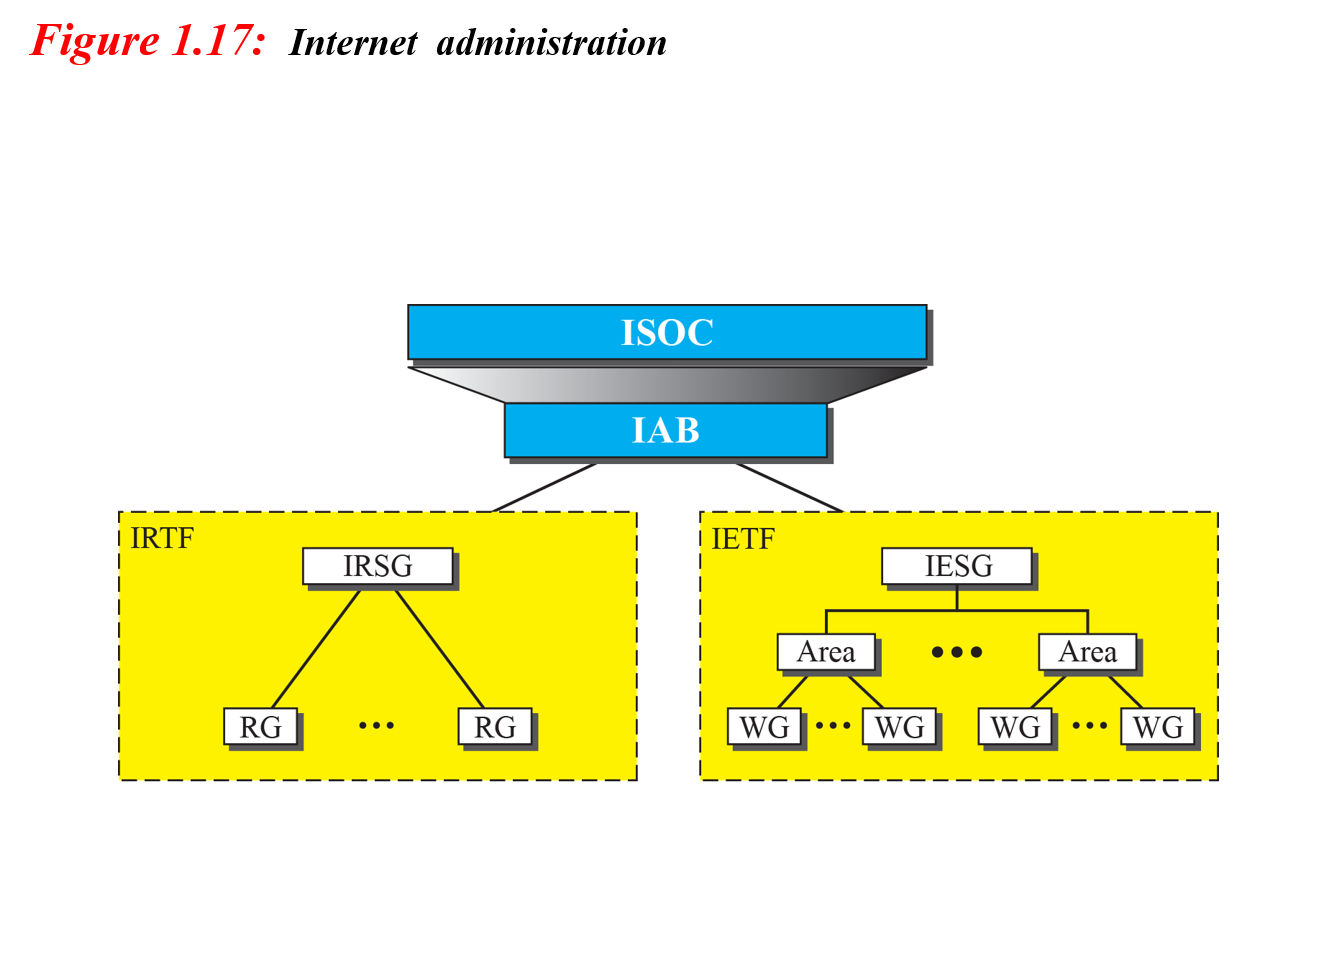 Figure 1.17: Internet administration
ISOC
IAB
IRTF
IRSG
RG ... RG
IETF
IESG
Area ... Area
WG ... WG WG ... WG